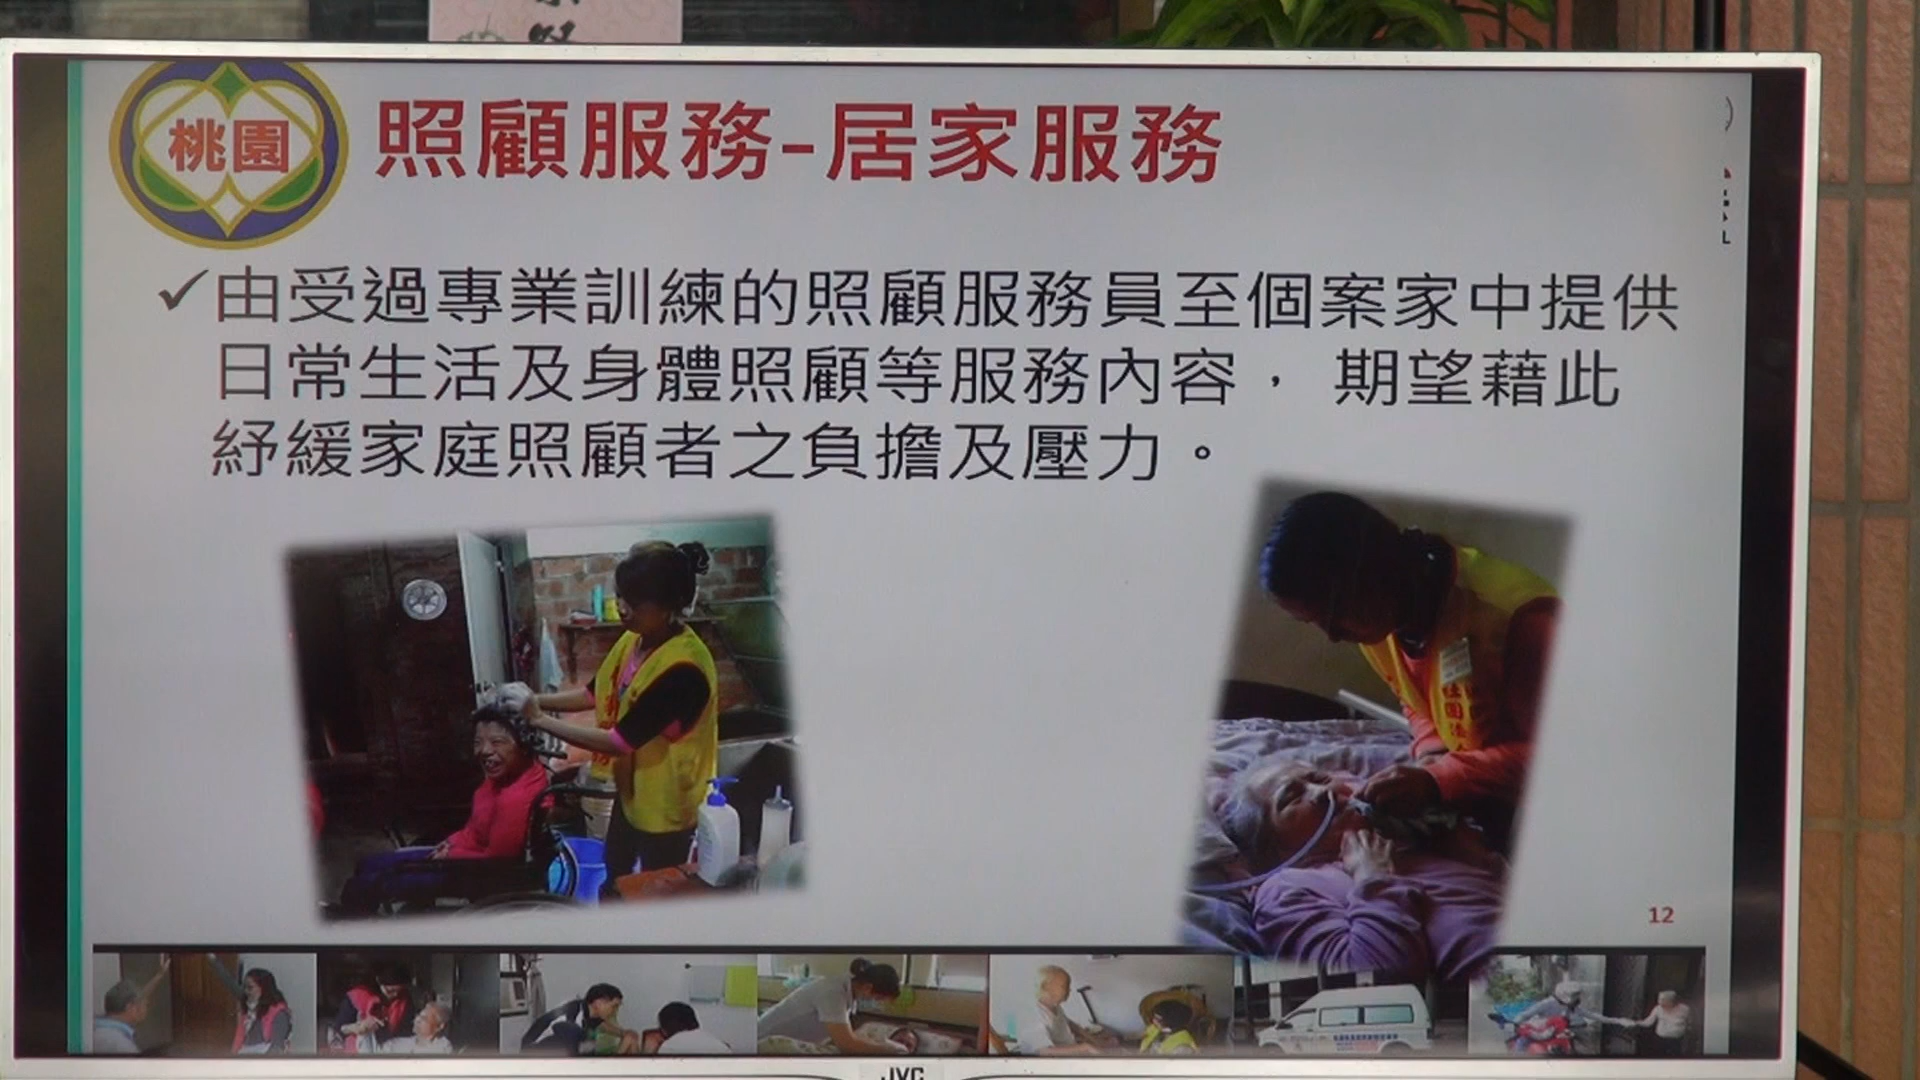 桃園
照顧服務-居家服務
✓由受過專業訓練的照顧服務員至個案家中提供
日常生活及身體照顧等服務內容， 期望藉此
紓緩家庭照顧者之負擔及壓力。
12
JVC